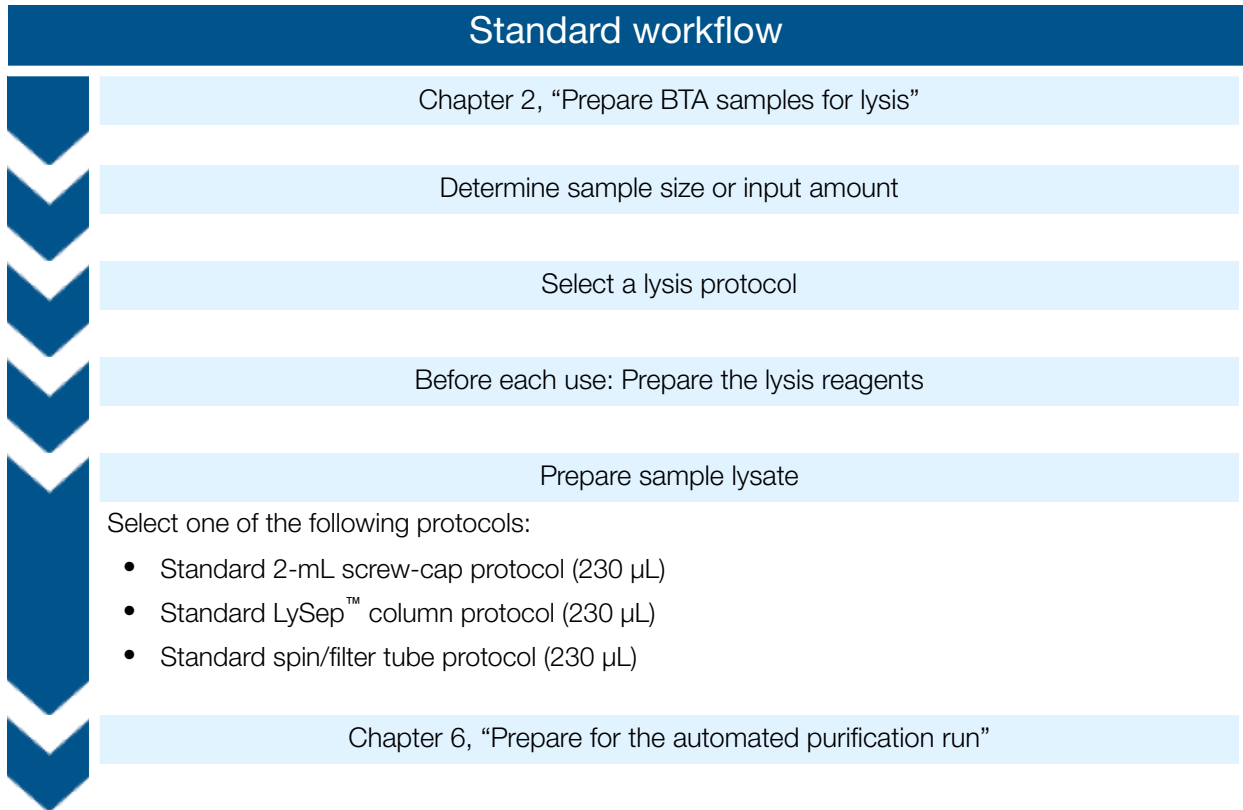 Standard workflow
Chapter 2, “Prepare BTA samples for lysis”
Determine sample size or input amount
Select a lysis protocol
Before each use: Prepare the lysis reagents
Prepare sample lysate
Select one of the following protocols:
• Standard 2-mL screw-cap protocol (230 µL)
• Standard LySep™ column protocol (230 µL)
• Standard spin/filter tube protocol (230 µL)
Chapter 6, “Prepare for the automated purification run”